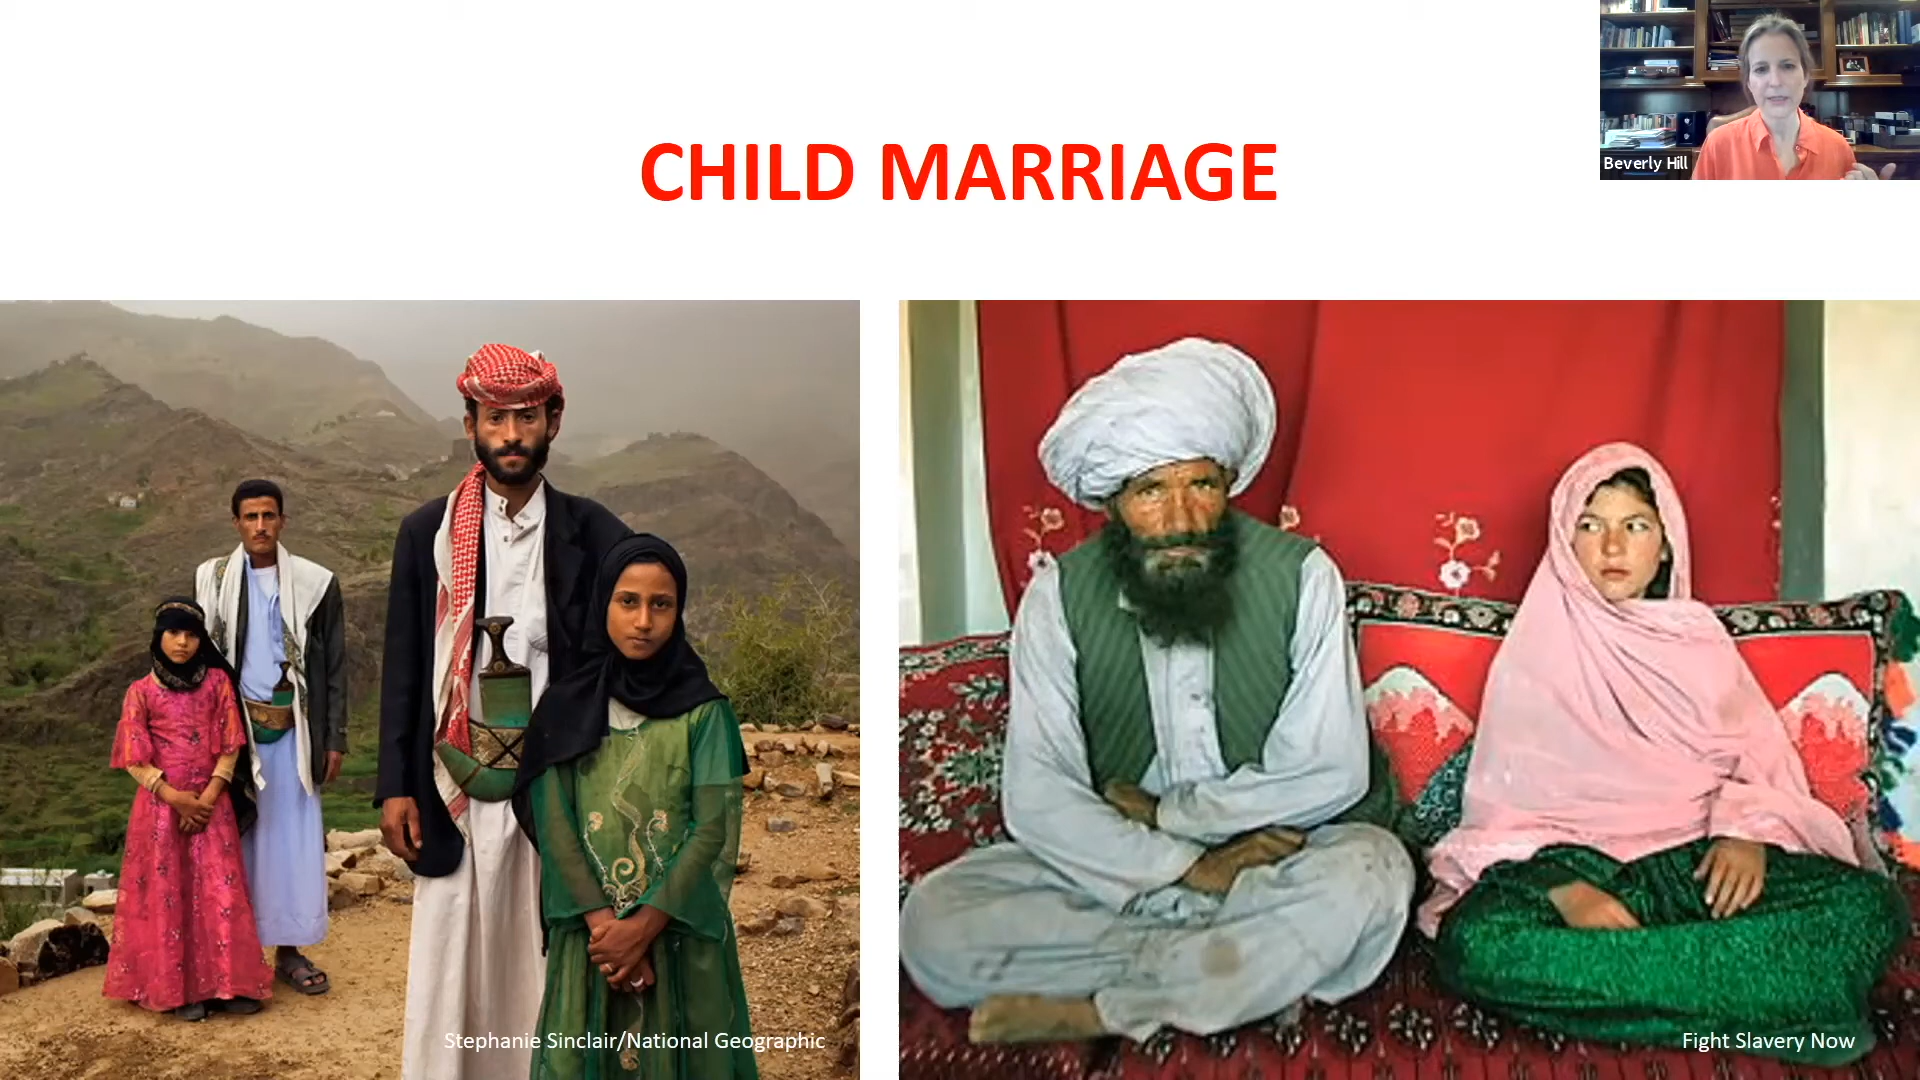 CHILD MARRIAGE
Beverly Hill
Stephanie Sinclair/National Geographic
Fight Slavery Now